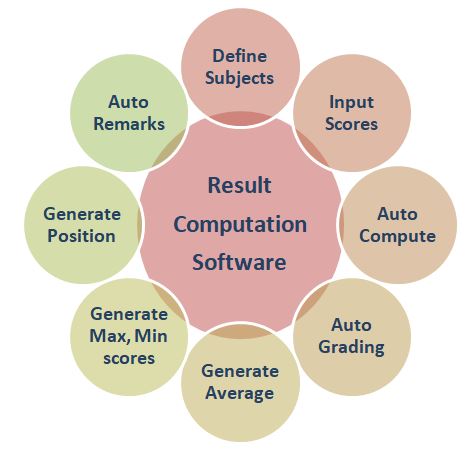 Define
Subjects
Input
Scores
Auto
Compute
Auto
Grading
Generate
Average
Generate
Max, Min
scores
Generate
Position
Auto
Remarks
Result
Computation
Software